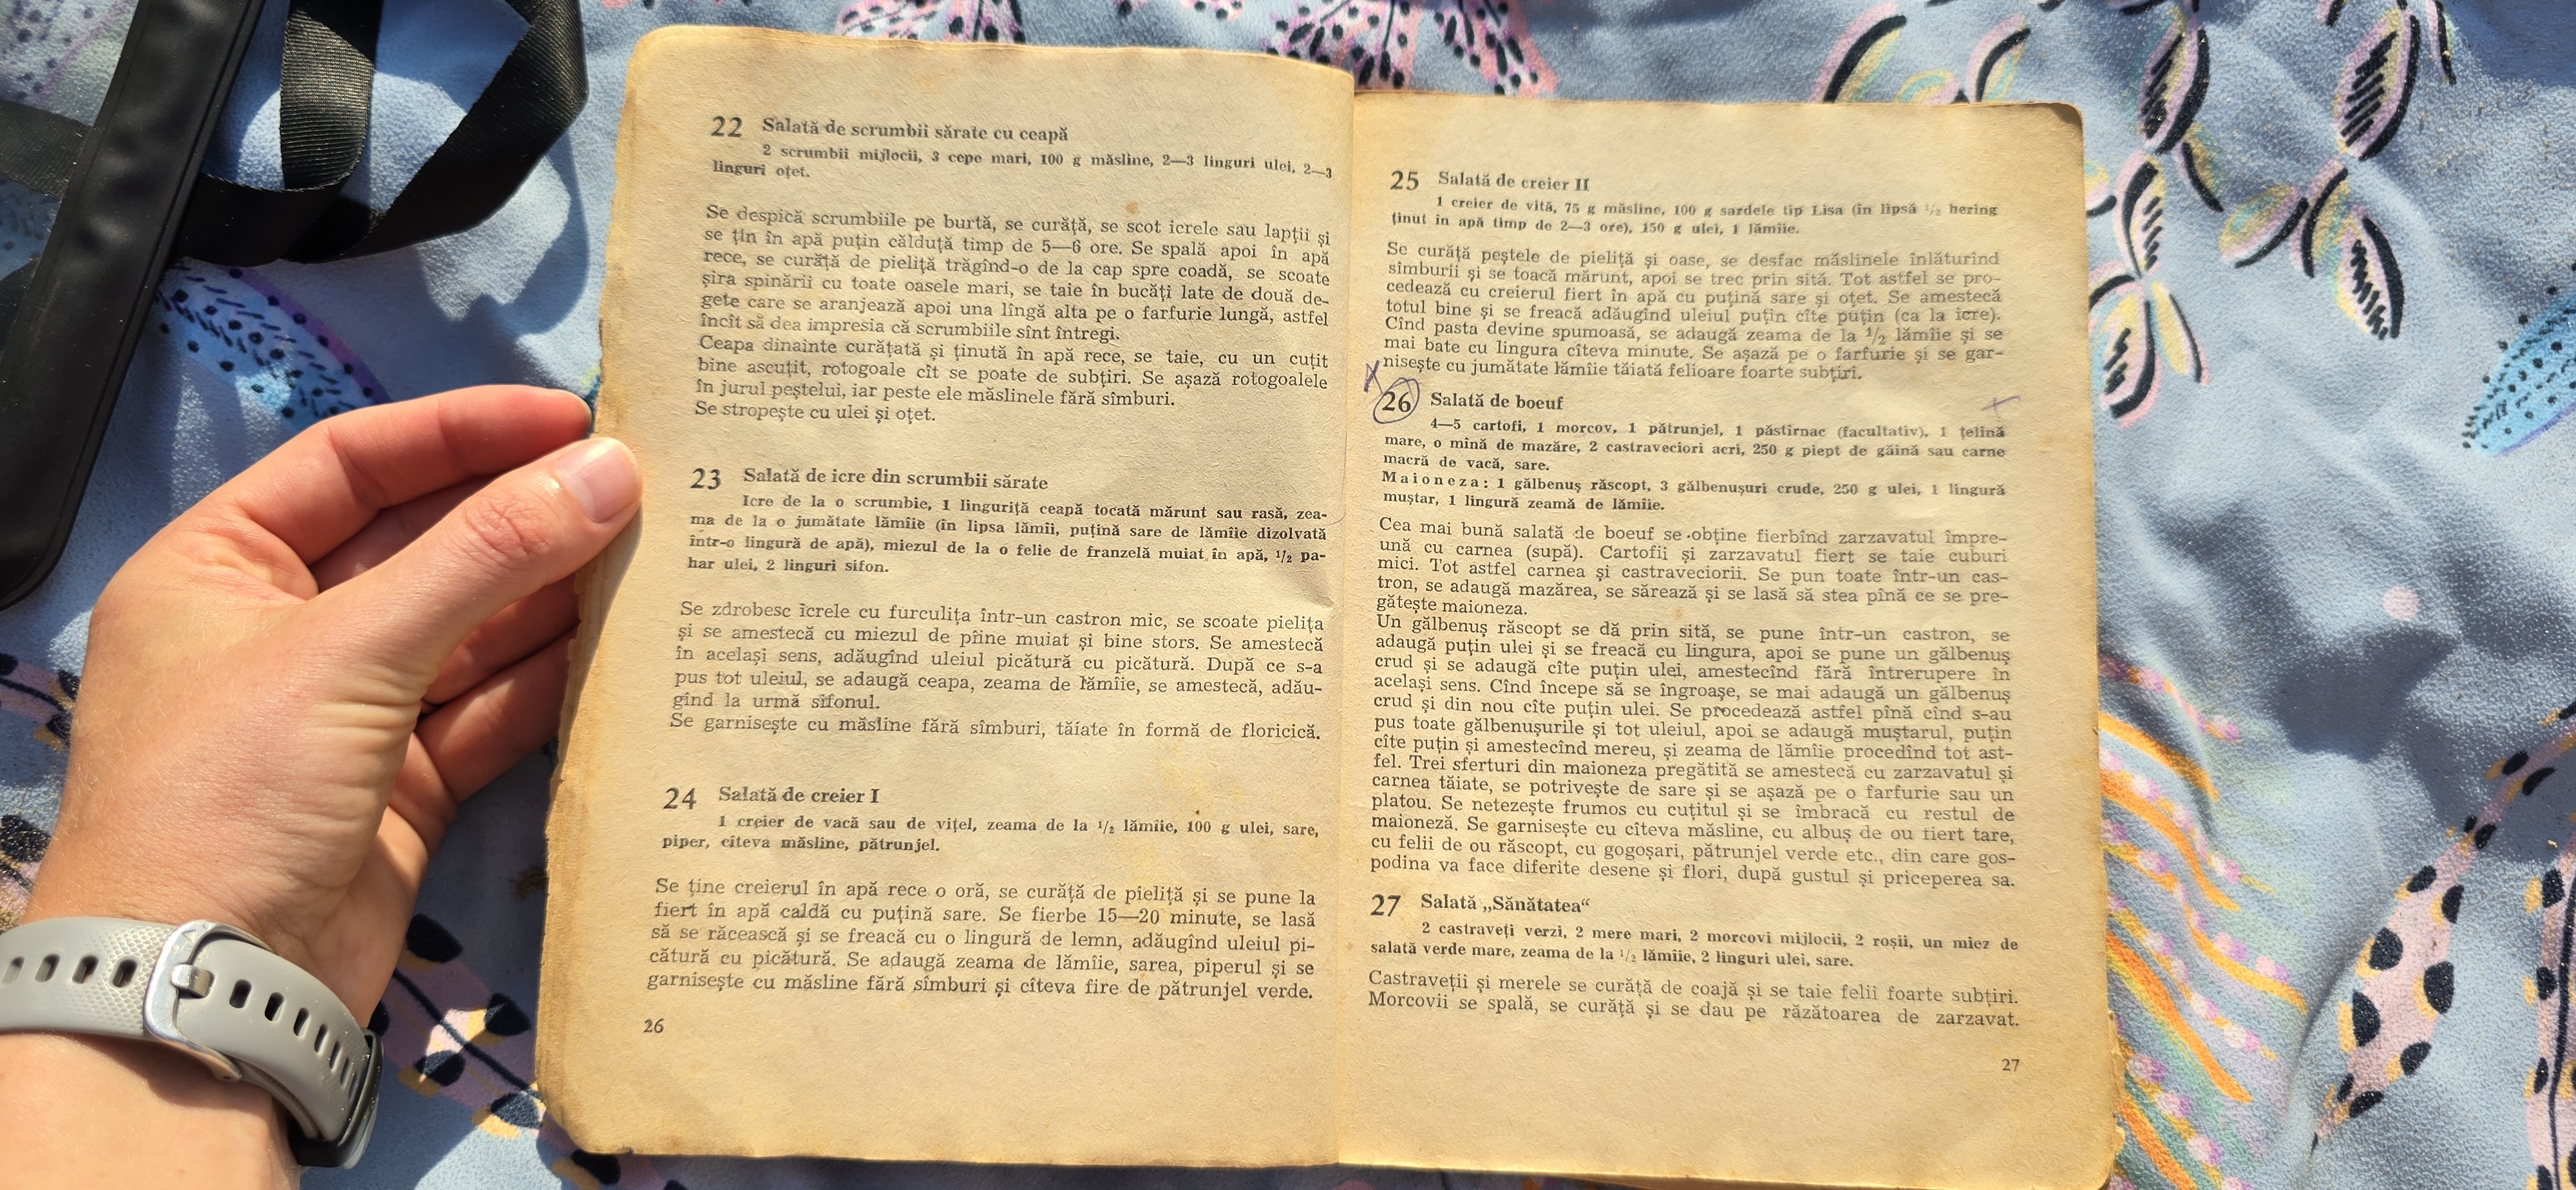 22 Salată de scrumbii sărate cu ceapă
2 scrumbii mijlocii, 3 cepe mari, 100 g măsline, 2—3 linguri ulei, 2—3
linguri oțet.
Se despică scrumbiile pe burtă, se curăță, se scot icrele sau lapții și
se țin în apă puțin călduță timp de 5—6 ore. Se spală apoi în apă
rece, se curăță de pieliță trăgînd-o de la cap spre coadă, se scoate
șira spinării cu toate oasele mari, se taie în bucăți late de două de-
gete care se aranjează apoi una lîngă alta pe o farfurie lungă, astfel
încît să dea impresia că scrumbiile sînt întregi.
Ceapa dinainte curățată și ținută în apă rece, se taie, cu un cuțit
bine ascuțit, rotogoale cît se poate de subțiri. Se așază rotogoalele
în jurul peștelui, iar peste ele măslinele fără sîmburi.
Se stropește cu ulei și oțet.
23 Salată de icre din scrumbii sărate
Icre de la o scrumbie, 1 linguriță ceapă tocată mărunt sau rasă, zea-
ma de la o jumătate lămîie (în lipsa lămîi, puțină sare de lămîie dizolvată
într-o lingură de apă), miezul de la o felie de franzelă muiat în apă, 1/2 pa-
har ulei, 2 linguri sifon.
Se zdrobesc icrele cu furculița într-un castron mic, se scoate pielița
și se amestecă cu miezul de pîine muiat și bine stors. Se amestecă
în același sens, adăugînd uleiul picătură cu picătură. După ce s-a
pus tot uleiul, se adaugă ceapa, zeama de lămîie, se amestecă, adău-
gînd la urmă sifonul.
Se garnisește cu măsline fără sîmburi, tăiate în formă de floricică.
24 Salată de creier I
1 creier de vacă sau de vițel, zeama de la 1/2 lămîie, 100 g ulei, sare,
piper, cîteva măsline, pătrunjel.
Se ține creierul în apă rece o oră, se curăță de pieliță și se pune la
fiert în apă caldă cu puțină sare. Se fierbe 15—20 minute, se lasă
să se răcească și se freacă cu o lingură de lemn, adăugînd uleiul pi-
cătură cu picătură. Se adaugă zeama de lămîie, sarea, piperul și se
garnisește cu măsline fără sîmburi și cîteva fire de pătrunjel verde.
26
25 Salată de creier II
1 creier de vită, 75 g măsline, 100 g sardele tip Lisa (în lipsă 1/2 hering
ținut în apă timp de 2—3 ore), 150 g ulei, 1 lămîie.
Se curăță peștele de pieliță și oase, se desfac măslinele înlăturînd
sîmburii și se toacă mărunt, apoi se trec prin sită. Tot astfel se pro-
cedează cu creierul fiert în apă cu puțină sare și oțet. Se amestecă
totul bine și se freacă adăugînd uleiul puțin cîte puțin (ca la icre).
Cînd pasta devine spumoasă, se adaugă zeama de la 1/2 lămîie și se
mai bate cu lingura cîteva minute. Se așază pe o farfurie și se gar-
nisește cu jumătate lămîie tăiată felioare foarte subțiri.
26 Salată de boeuf
4—5 cartofi, 1 morcov, 1 pătrunjel, 1 păstîrnac (facultativ), 1 țelină
mare, o mînă de mazăre, 2 castraveciori acri, 250 g piept de găină sau carne
macră de vacă, sare.
Maioneza: 1 gălbenuș răscopt, 3 gălbenușuri crude, 250 g ulei, 1 lingură
muștar, 1 lingură zeamă de lămîie.
Cea mai bună salată de boeuf se obține fierbînd zarzavatul împre-
ună cu carnea (supă). Cartofii și zarzavatul fiert se taie cuburi
mici. Tot astfel carnea și castraveciorii. Se pun toate într-un cas-
tron, se adaugă mazărea, se sărează și se lasă să stea pînă ce se pre-
gătește maioneza.
Un gălbenuș răscopt se dă prin sită, se pune într-un castron, se
adaugă puțin ulei și se freacă cu lingura, apoi se pune un gălbenuș
crud și se adaugă cîte puțin ulei, amestecînd fără întrerupere în
același sens. Cînd începe să se îngroașe, se mai adaugă un gălbenuș
crud și din nou cîte puțin ulei. Se procedează astfel pînă cînd s-au
pus toate gălbenușurile și tot uleiul, apoi se adaugă muștarul, puțin
cîte puțin și amestecînd mereu, și zeama de lămîie procedînd tot ast-
fel. Trei sferturi din maioneza pregătită se amestecă cu zarzavatul și
carnea tăiate, se potrivește de sare și se așază pe o farfurie sau un
platou. Se netezește frumos cu cuțitul și se îmbracă cu restul de
maioneză. Se garnisește cu cîteva măsline, cu albuș de ou fiert tare,
cu felii de ou răscopt, cu gogoșari, pătrunjel verde etc., din care gos-
podina va face diferite desene și flori, după gustul și priceperea sa.
27 Salată „Sănătatea“
2 castraveți verzi, 2 mere mari, 2 morcovi mijlocii, 2 roșii, un miez de
salată verde mare, zeama de la 1/2 lămîie, 2 linguri ulei, sare.
Castraveții și merele se curăță de coajă și se taie felii foarte subțiri.
Morcovii se spală, se curăță și se dau pe răzătoarea de zarzavat.
27